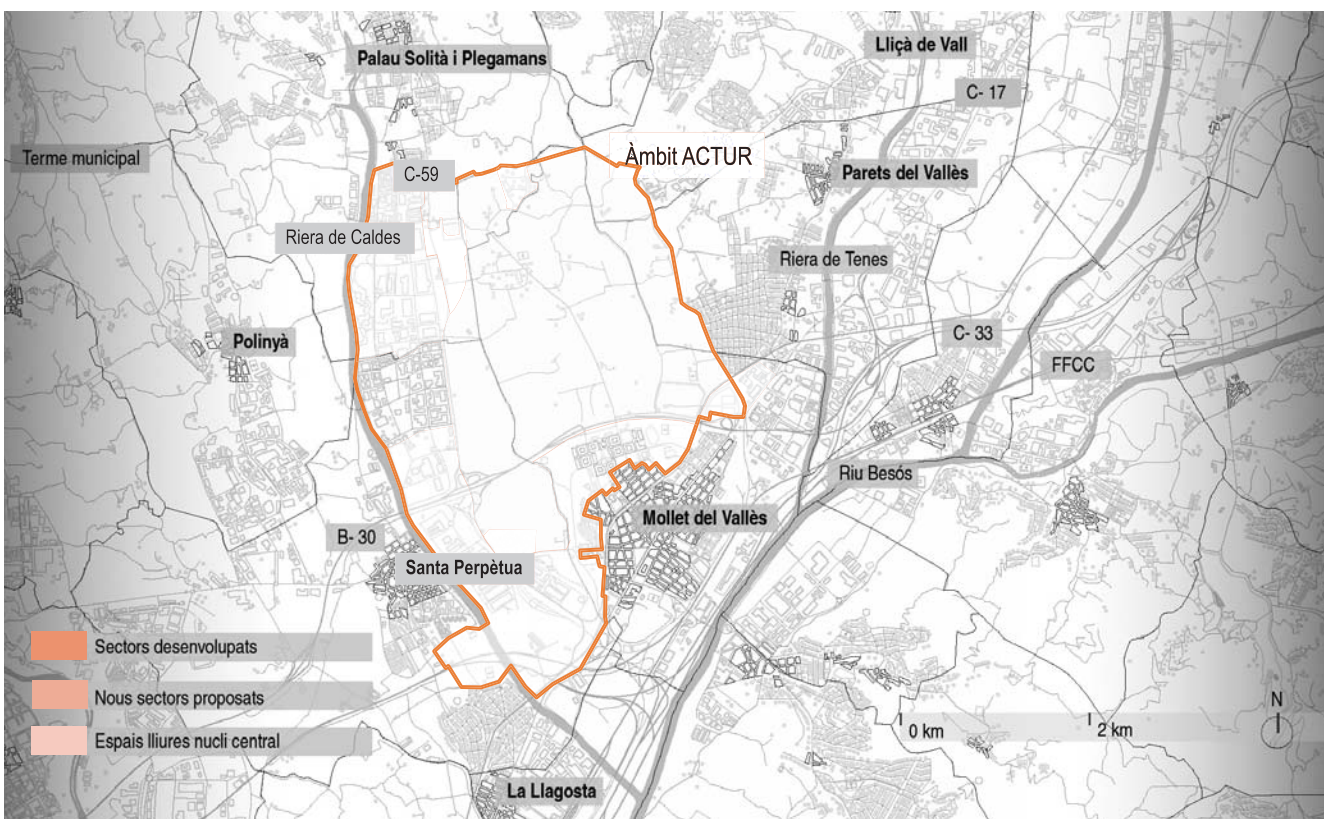 Palau Solità i Plegamans
Lliçà de Vall
C- 17
Terme municipal
Àmbit ACTUR
C-59
Parets del Vallès
Riera de Caldes
Riera de Tenes
Polinyà
C- 33
FFCC
Riu Besós
Mollet del Vallès
B- 30
Santa Perpètua
Sectors desenvolupats
Nous sectors proposats
Espais lliures nucli central
N
0 km
2 km
La Llagosta